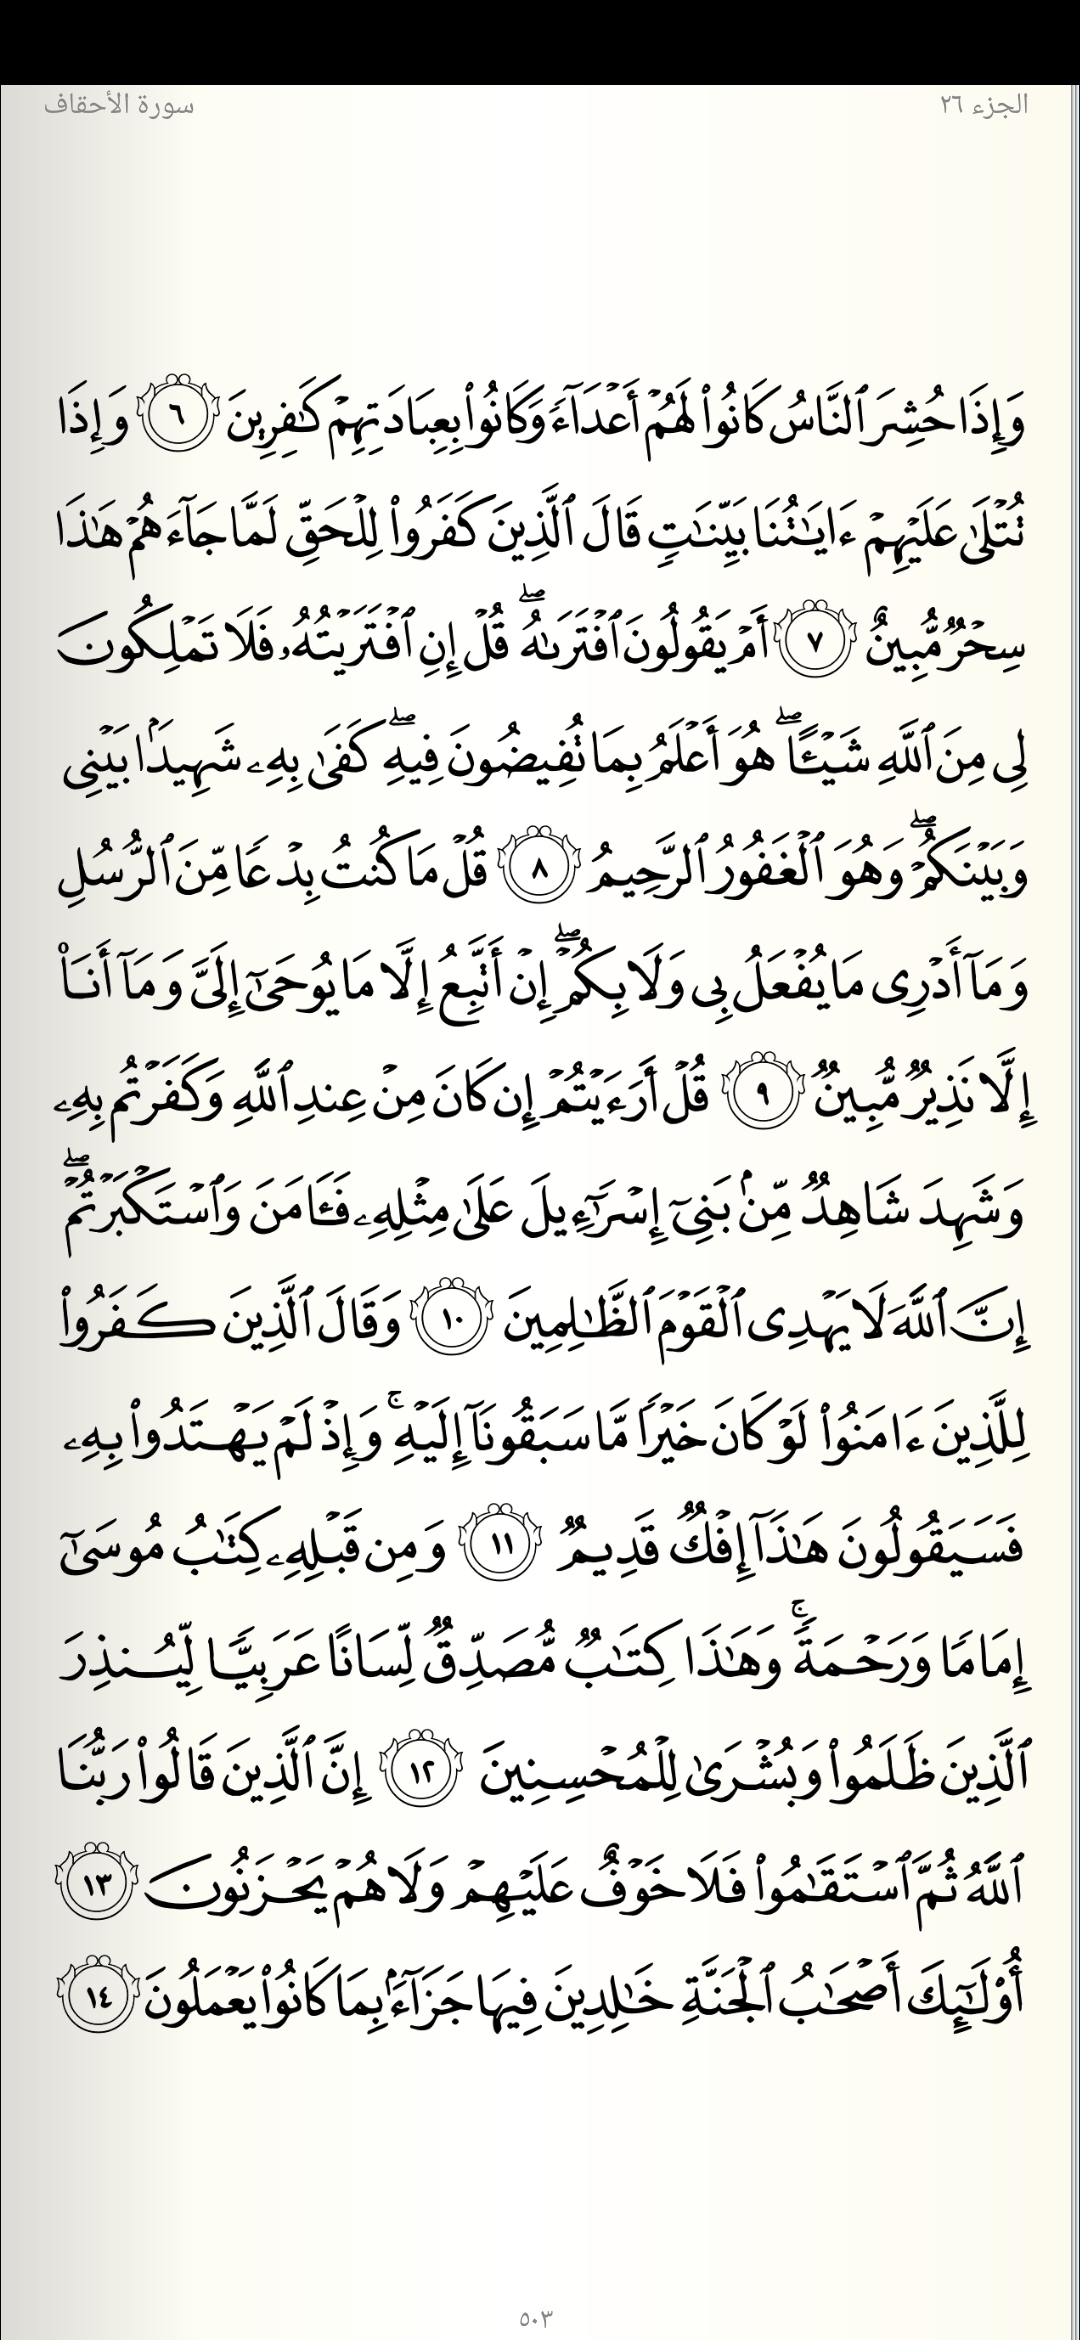 الجزء ٢٦
سورة الأحقاف
وَإِذَا حُشِرَ ٱلنَّاسُ كَانُوا۟ لَهُمْ أَعْدَآءً وَكَانُوا۟ بِعِبَادَتِهِمْ كَـٰفِرِينَ ٦ وَإِذَا
تُتْلَىٰ عَلَيْهِمْ ءَايَـٰتُنَا بَيِّنَـٰتٍ قَالَ ٱلَّذِينَ كَفَرُوا۟ لِلْحَقِّ لَمَّا جَآءَهُمْ هَـٰذَا
سِحْرٌ مُّبِينٌ ٧ أَمْ يَقُولُونَ ٱفْتَرَىٰهُ ۖ قُلْ إِنِ ٱفْتَرَيْتُهُۥ فَلَا تَمْلِكُونَ
لِى مِنَ ٱللَّهِ شَيْـًٔا ۖ هُوَ أَعْلَمُ بِمَا تُفِيضُونَ فِيهِ ۖ كَفَىٰ بِهِۦ شَهِيدًۢا بَيْنِى
وَبَيْنَكُمْ ۖ وَهُوَ ٱلْغَفُورُ ٱلرَّحِيمُ ٨ قُلْ مَا كُنتُ بِدْعًا مِّنَ ٱلرُّسُلِ
وَمَآ أَدْرِى مَا يُفْعَلُ بِى وَلَا بِكُمْ ۖ إِنْ أَتَّبِعُ إِلَّا مَا يُوحَىٰٓ إِلَىَّ وَمَآ أَنَا۠
إِلَّا نَذِيرٌ مُّبِينٌ ٩ قُلْ أَرَءَيْتُمْ إِن كَانَ مِنْ عِندِ ٱللَّهِ وَكَفَرْتُم بِهِۦ
وَشَهِدَ شَاهِدٌ مِّنۢ بَنِىٓ إِسْرَٰٓءِيلَ عَلَىٰ مِثْلِهِۦ فَـَٔامَنَ وَٱسْتَكْبَرْتُمْ ۖ
إِنَّ ٱللَّهَ لَا يَهْدِى ٱلْقَوْمَ ٱلظَّـٰلِمِينَ ١٠ وَقَالَ ٱلَّذِينَ كَفَرُوا۟
لِلَّذِينَ ءَامَنُوا۟ لَوْ كَانَ خَيْرًا مَّا سَبَقُونَآ إِلَيْهِ ۚ وَإِذْ لَمْ يَهْتَدُوا۟ بِهِۦ
فَسَيَقُولُونَ هَـٰذَآ إِفْكٌ قَدِيمٌ ١١ وَمِن قَبْلِهِۦ كِتَـٰبُ مُوسَىٰٓ
إِمَامًا وَرَحْمَةً ۚ وَهَـٰذَا كِتَـٰبٌ مُّصَدِّقٌ لِّسَانًا عَرَبِيًّا لِّيُنذِرَ
ٱلَّذِينَ ظَلَمُوا۟ وَبُشْرَىٰ لِلْمُحْسِنِينَ ١٢ إِنَّ ٱلَّذِينَ قَالُوا۟ رَبُّنَا
ٱللَّهُ ثُمَّ ٱسْتَقَـٰمُوا۟ فَلَا خَوْفٌ عَلَيْهِمْ وَلَا هُمْ يَحْزَنُونَ ١٣
أُو۟لَـٰٓئِكَ أَصْحَـٰبُ ٱلْجَنَّةِ خَـٰلِدِينَ فِيهَا جَزَآءًۢ بِمَا كَانُوا۟ يَعْمَلُونَ ١٤
٥٠٣